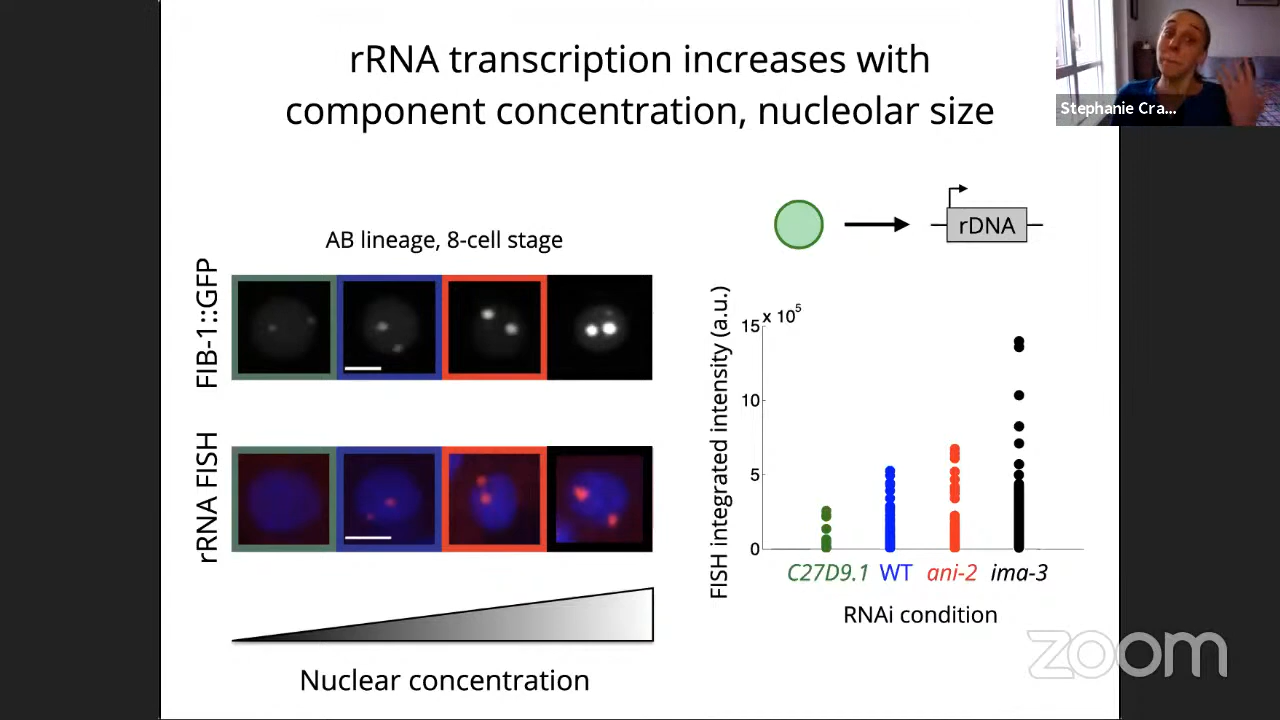 rRNA transcription increases with
component concentration, nucleolar size
Stephanie Cra...
AB lineage, 8-cell stage
FIB-1::GFP
rRNA FISH
Nuclear concentration
rDNA
FISH integrated intensity (a.u.)
15 x 10⁵
10
5
0
C27D9.1 WT ani-2 ima-3
RNAi condition
zoom